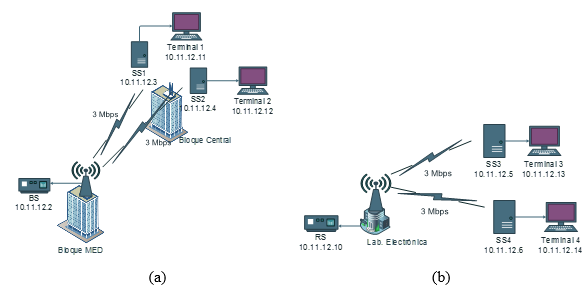 Terminal 1
10.11.12.11
SS1
10.11.12.3
SS2
0.11.12.4
Terminal 2
10.11.12.12
3 Mbps
3 Mbps
Bloque Central
BS
10.11.12.2
Bloque MED
(a)
3 Mbps
SS3
10.11.12.5
Terminal 3
10.11.12.13
3 Mbps
RS
10.11.12.10
Lab. Electrónica
SS4
10.11.12.6
Terminal 4
10.11.12.14
(b)